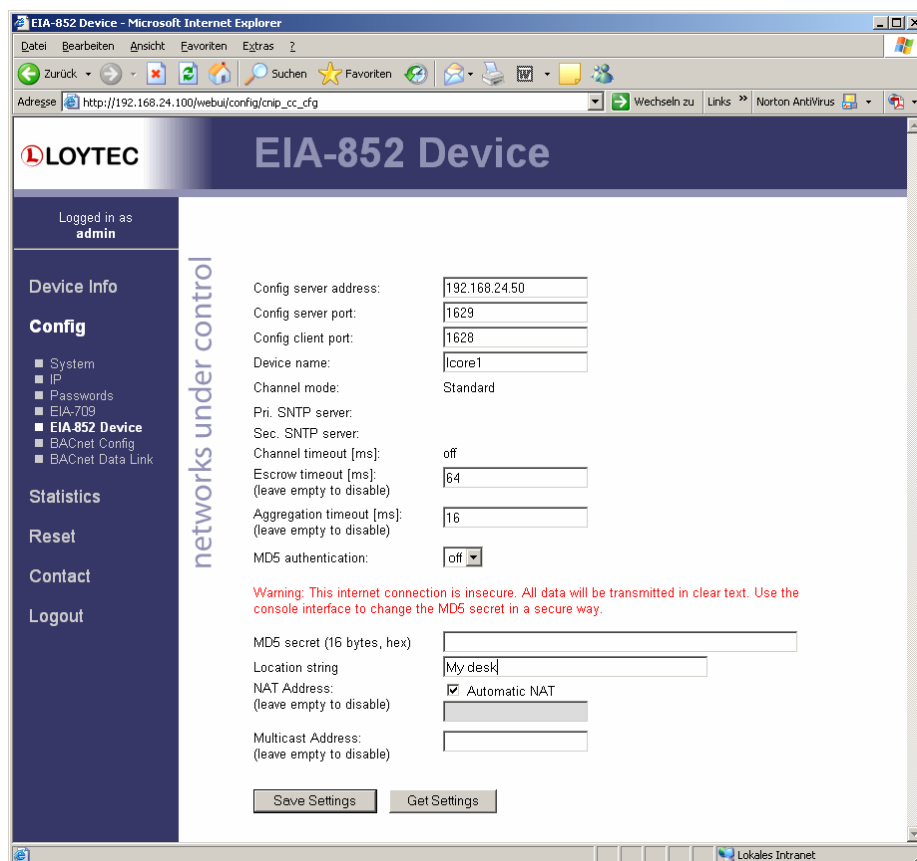 EIA-852 Device - Microsoft Internet Explorer
Datei Bearbeiten Ansicht Favoriten Extras ?
Zurück Suchen Favoriten
Adresse http://192.168.24.100/webui/config/cnip_cc_cfg Wechseln zu Links » Norton AntiVirus
LOYTEC
EIA-852 Device
Logged in as
admin
Device Info
Config
System
IP
Passwords
EIA-709
EIA-852 Device
BACnet Config
BACnet Data Link
Statistics
Reset
Contact
Logout
networks under control
Config server address: 192.168.24.50
Config server port: 1629
Config client port: 1628
Device name: lcore1
Channel mode: Standard
Pri. SNTP server:
Sec. SNTP server:
Channel timeout [ms]: off
Escrow timeout [ms]: 64
(leave empty to disable)
Aggregation timeout [ms]: 16
(leave empty to disable)
MD5 authentication: off
Warning: This internet connection is insecure. All data will be transmitted in clear text. Use the
console interface to change the MD5 secret in a secure way.
MD5 secret (16 bytes, hex)
Location string My desk
NAT Address: Automatic NAT
(leave empty to disable)
Multicast Address:
(leave empty to disable)
Save Settings Get Settings
Lokales Intranet